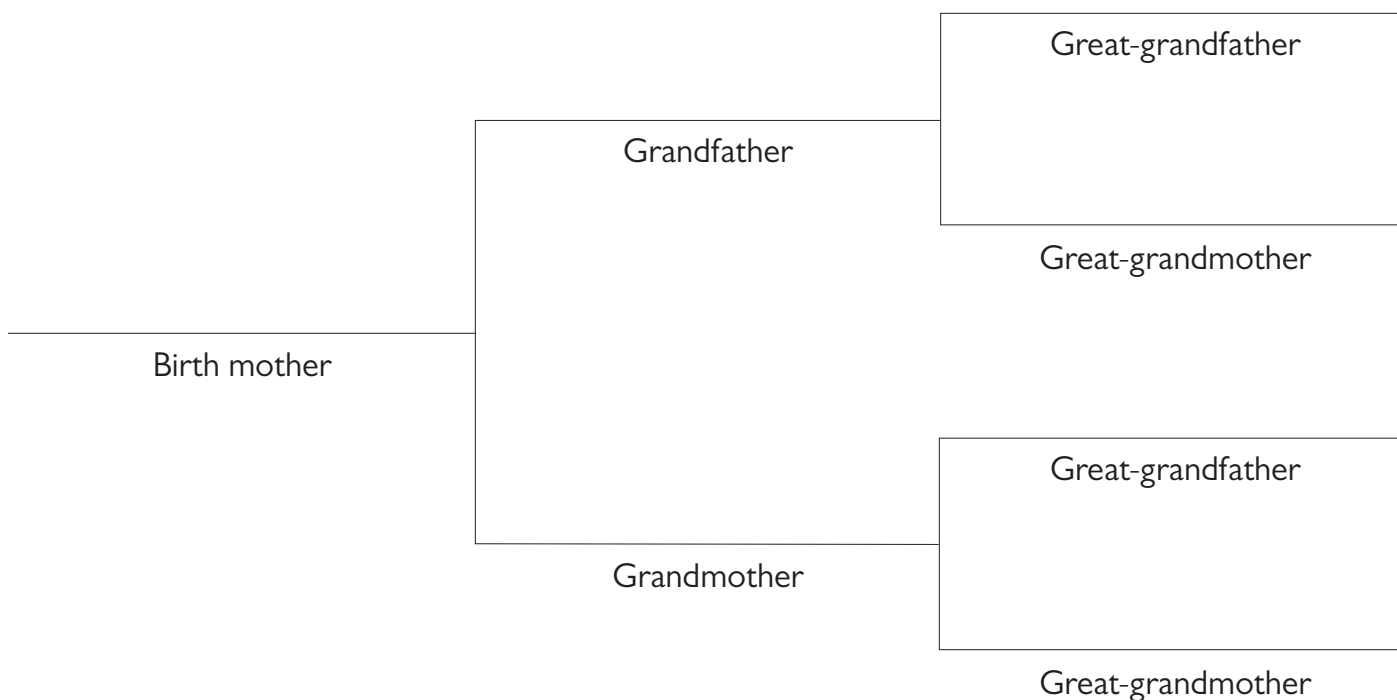 Great-grandfather
Grandfather
Great-grandmother
Birth mother
Great-grandfather
Grandmother
Great-grandmother